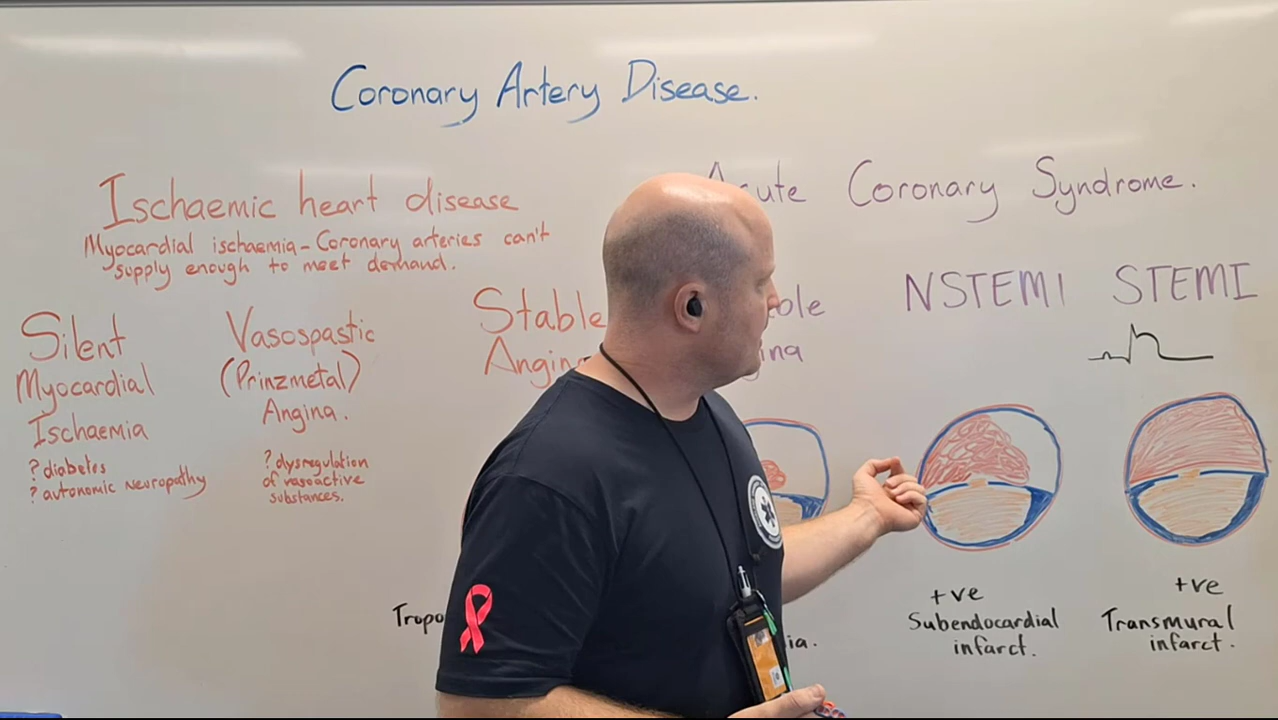 Coronary Artery Disease.
Ischaemic heart disease
Myocardial ischaemia - Coronary arteries can't
supply enough to meet demand.
Acute Coronary Syndrome.
Silent
Myocardial
Ischaemia
? diabetes
? autonomic neuropathy
Vasospastic
(Prinzmetal)
Angina.
? dysregulation
of vasoactive
substances.
Stable
Angin
NSTEMI
STEMI
Tropo
+ve
Subendocardial
infarct.
+ve
Transmural
infarct.